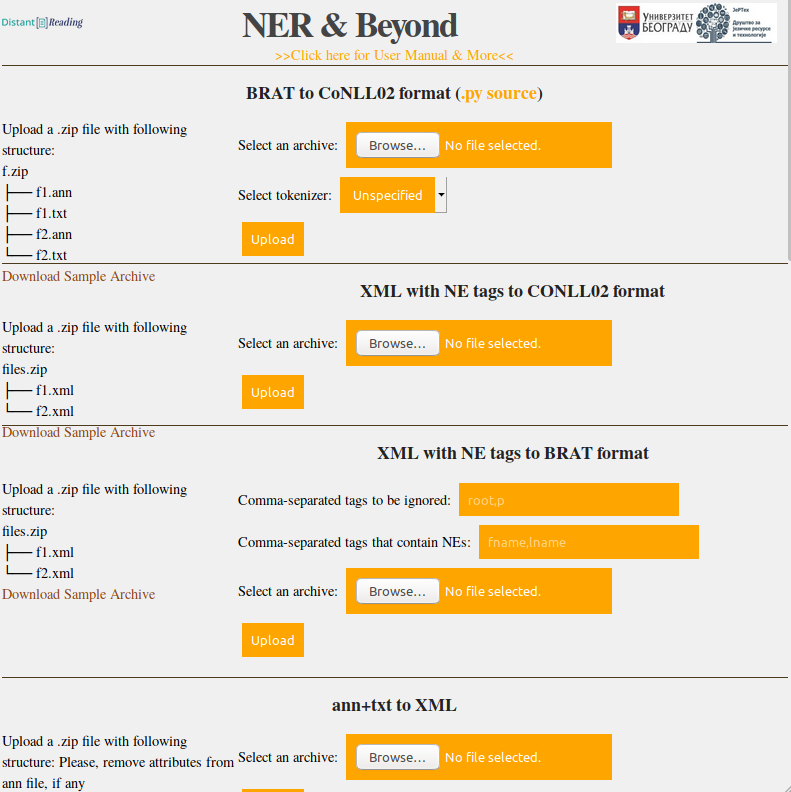 Distant Reading
NER & Beyond
УНИВЕРЗИТЕТ
БЕОГРАДУ
ЈеРТех
Друштво за
језичке ресурсе
и технологије
>>Click here for User Manual & More<<
BRAT to CoNLL02 format (.py source)
Upload a .zip file with following
structure:
f.zip
├── f1.ann
├── f1.txt
├── f2.ann
└── f2.txt
Download Sample Archive
Select an archive: Browse... No file selected.
Select tokenizer: Unspecified
Upload
XML with NE tags to CONLL02 format
Upload a .zip file with following
structure:
files.zip
├── f1.xml
└── f2.xml
Download Sample Archive
Select an archive: Browse... No file selected.
Upload
XML with NE tags to BRAT format
Upload a .zip file with following
structure:
files.zip
├── f1.xml
└── f2.xml
Download Sample Archive
Comma-separated tags to be ignored: root,p
Comma-separated tags that contain NEs: fname,lname
Select an archive: Browse... No file selected.
Upload
ann+txt to XML
Upload a .zip file with following
structure: Please, remove attributes from
ann file, if any
Select an archive: Browse... No file selected.